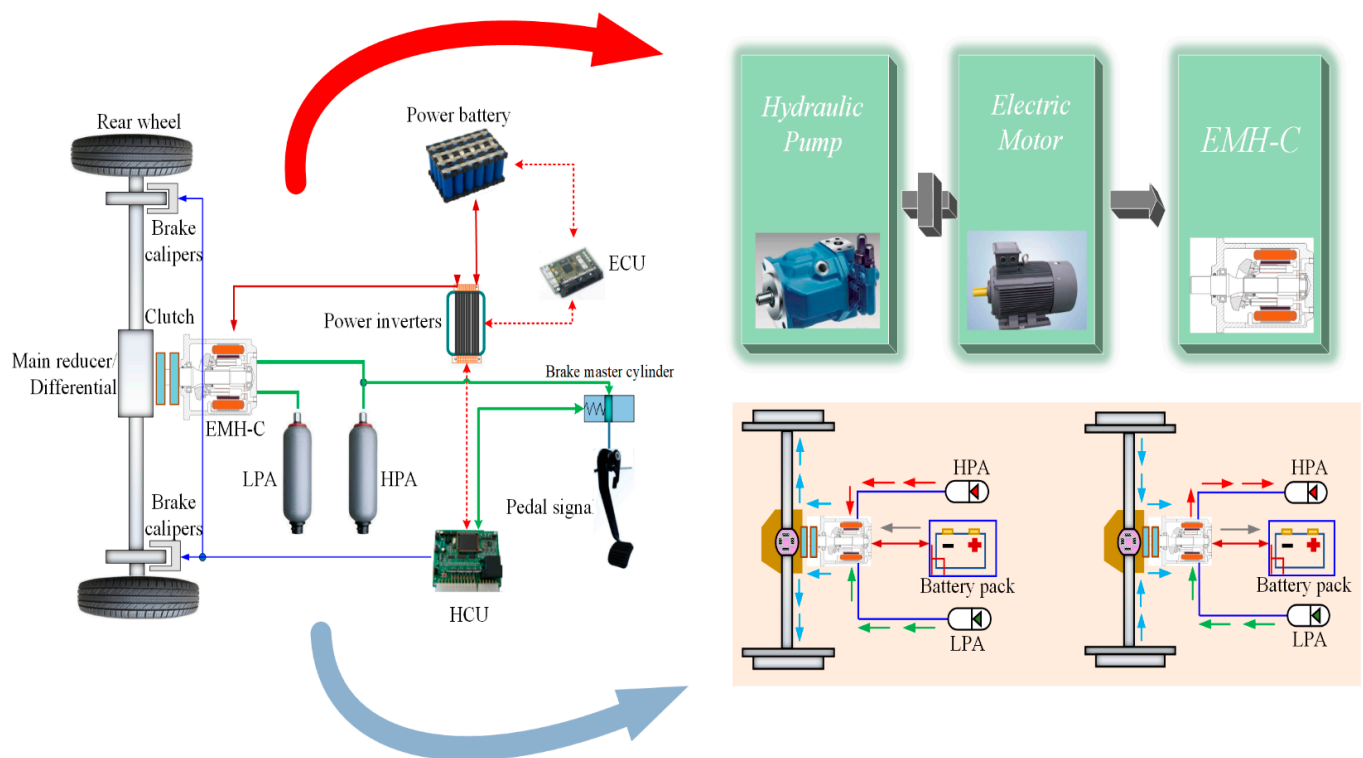 Rear wheel
Brake
calipers
Clutch
Main reducer/
Differential
EMH-C
LPA
HPA
Brake
calipers
Power battery
ECU
Power inverters
Brake master cylinder
Pedal signa
HCU
Hydraulic
Pump
Electric
Motor
EMH-C
HPA
Battery pack
LPA
HPA
Battery pack
LPA